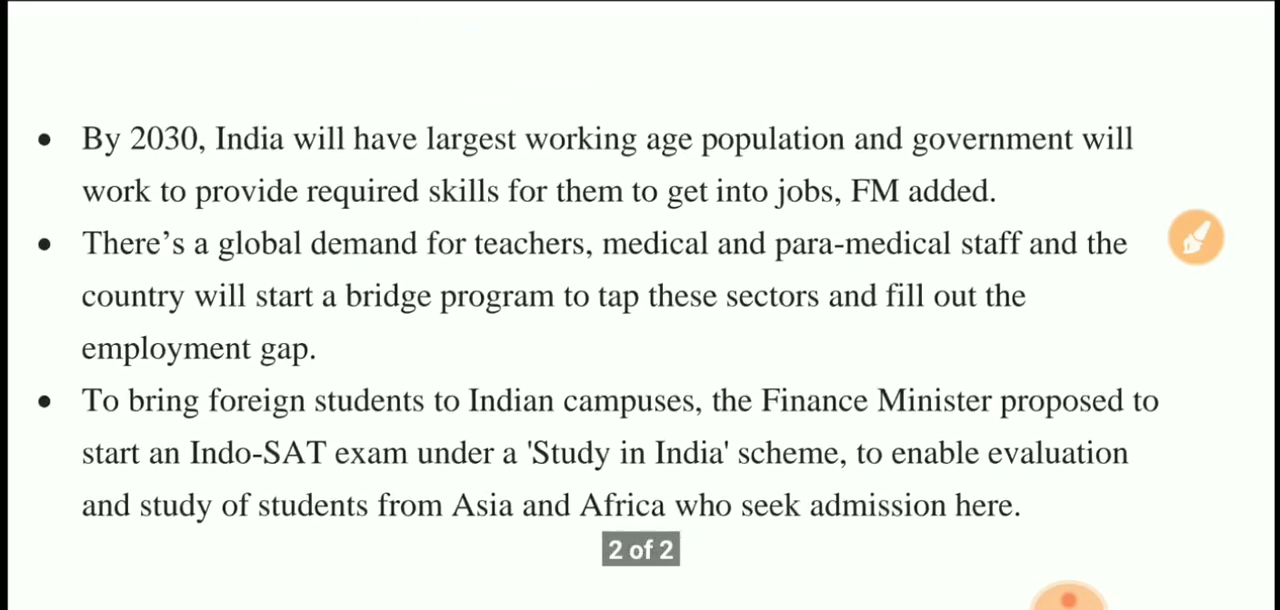 • By 2030, India will have largest working age population and government will
work to provide required skills for them to get into jobs, FM added.
• There’s a global demand for teachers, medical and para-medical staff and the
country will start a bridge program to tap these sectors and fill out the
employment gap.
• To bring foreign students to Indian campuses, the Finance Minister proposed to
start an Indo-SAT exam under a 'Study in India' scheme, to enable evaluation
and study of students from Asia and Africa who seek admission here.
2 of 2